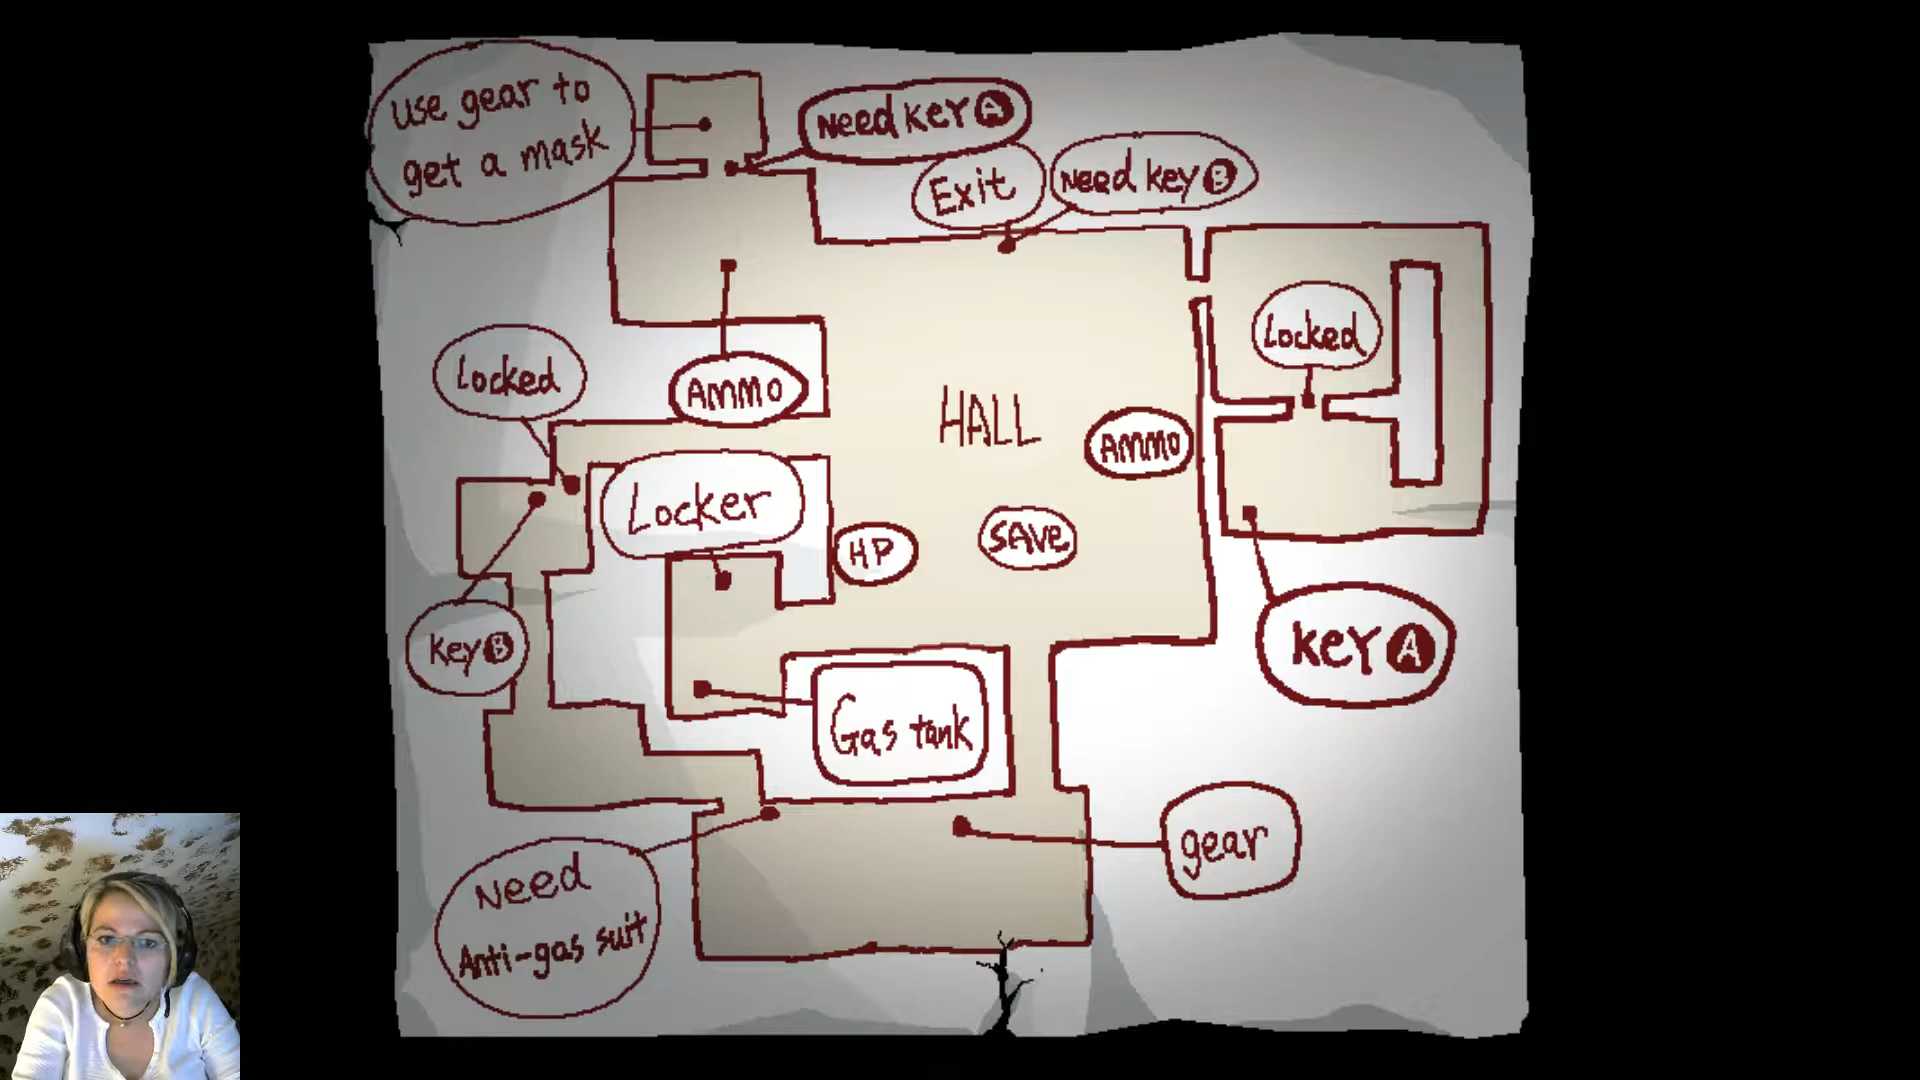 Use gear to
get a mask
Need key A
Exit
Need key B
Locked
Locked
AMMO
HALL
AMMO
Locker
HP
SAVE
key B
key A
Gas tank
gear
Need
Anti-gas suit